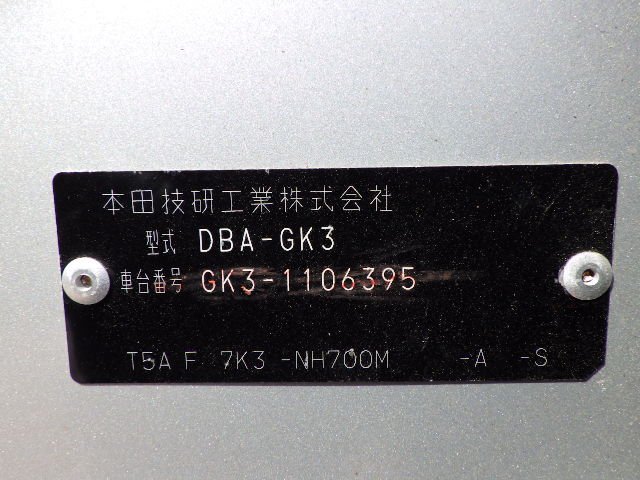 本田技研工業株式会社
型式 DBA-GK3
車台番号 GK3-1106395
T5A F 7K3 -NH700M -A -S